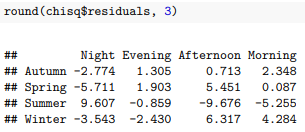 round(chisq$residuals, 3)
## Night Evening Afternoon Morning
## Autumn -2.774 1.305 0.713 2.348
## Spring -5.711 1.903 5.451 0.087
## Summer 9.607 -0.859 -9.676 -5.255
## Winter -3.543 -2.430 6.317 4.284